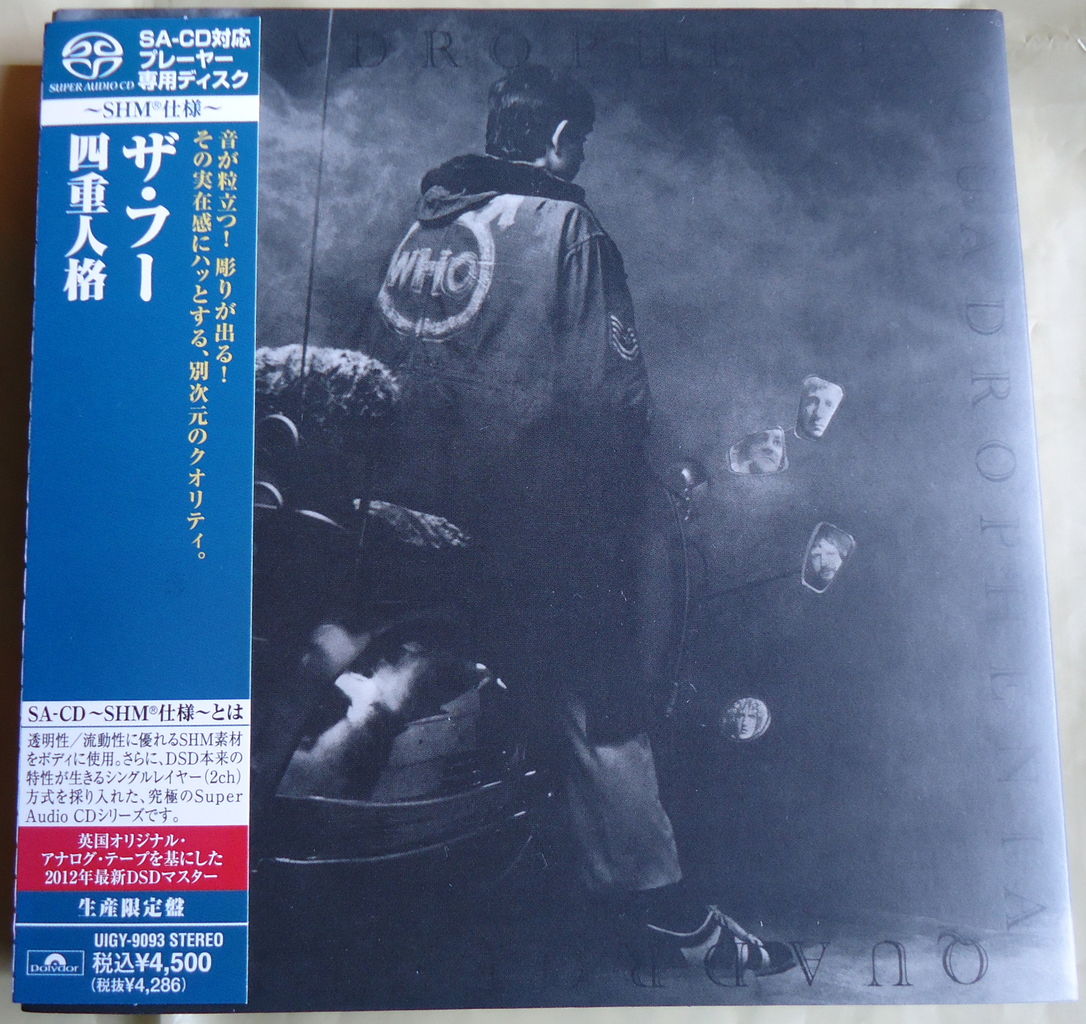 SUPER AUDIO CD
SA-CD対応
プレーヤー
専用ディスク
～SHM®仕様～
音が粒立つ！彫りが出る！
その実在感にハッとする、別次元のクオリティ。
ザ・フー
四重人格
SA-CD～SHM®仕様～とは
透明性／流動性に優れるSHM素材
をボディに使用。さらに、DSD本来の
特性が生きるシングルレイヤー（2ch）
方式を採り入れた、究極のSuper
Audio CDシリーズです。
英国オリジナル・
アナログ・テープを基にした
2012年最新DSDマスター
生産限定盤
UIGY-9093 STEREO
Polydor
税込¥4,500
(税抜¥4,286)
WHO
ADROPHE
QUADROPHENIA
QUADR